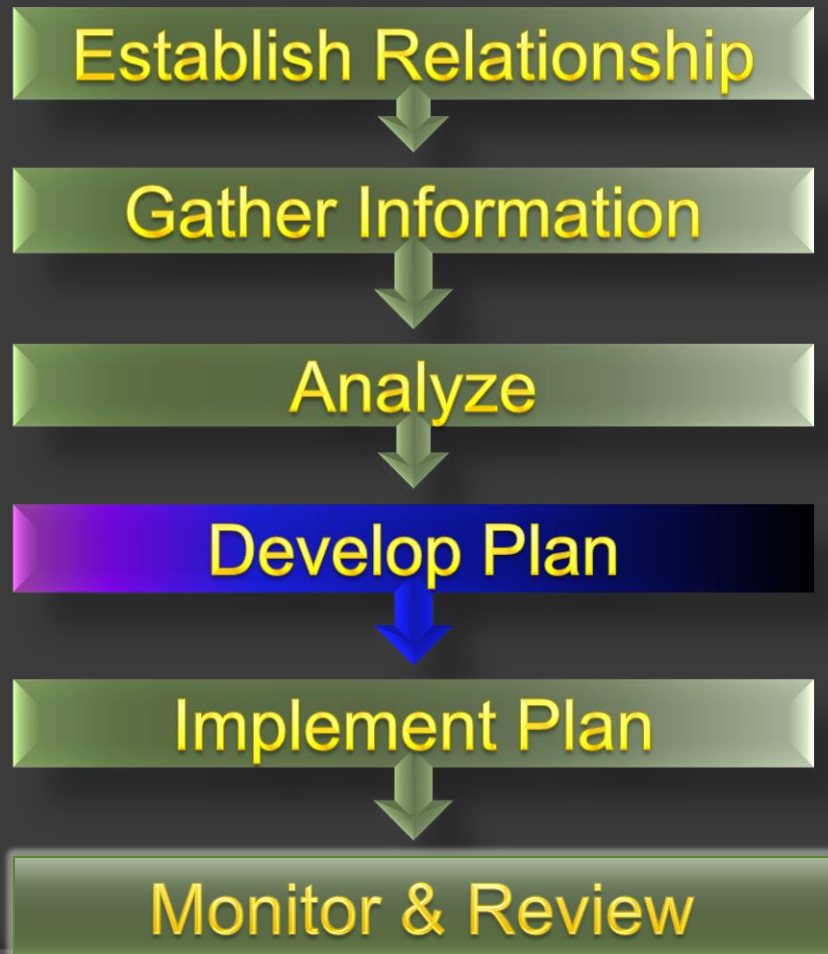 Establish Relationship
Gather Information
Analyze
Develop Plan
Implement Plan
Monitor & Review